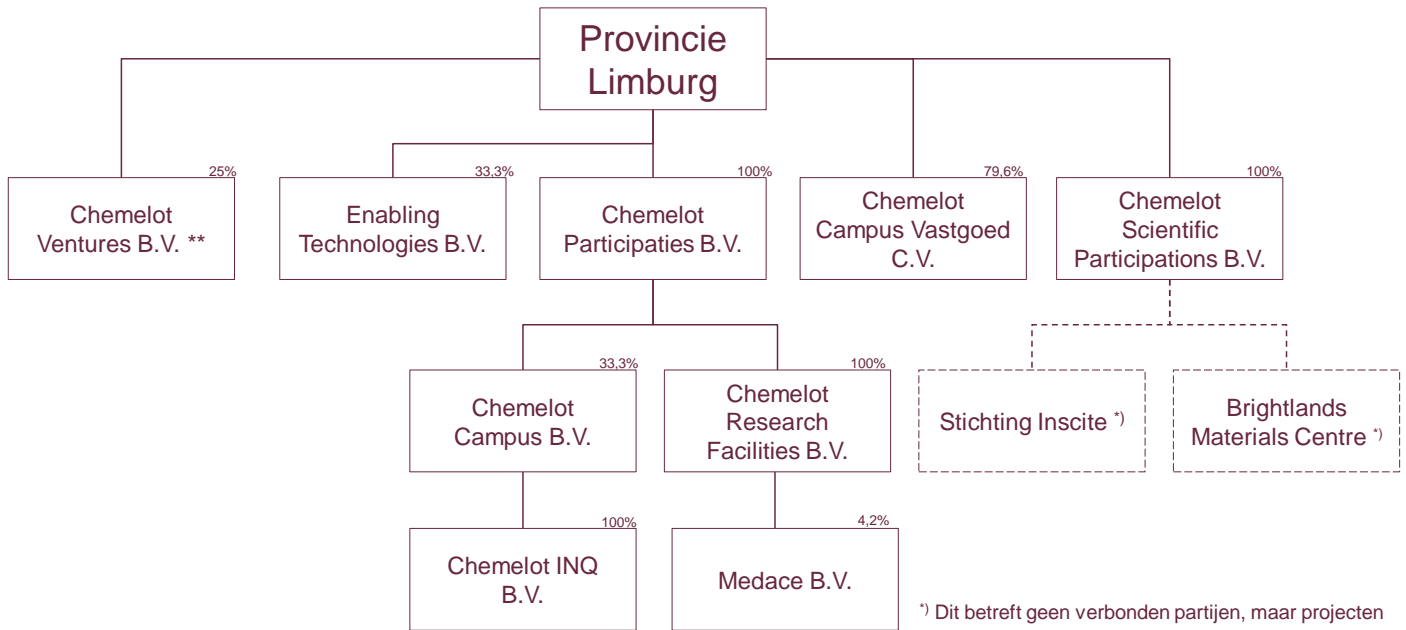 Provincie
Limburg
25%
Chemelot
Ventures B.V. **
33,3%
Enabling
Technologies B.V.
100%
Chemelot
Participaties B.V.
79,6%
Chemelot
Campus Vastgoed
C.V.
100%
Chemelot
Scientific
Participations B.V.
33,3%
Chemelot
Campus B.V.
100%
Chemelot
Research
Facilities B.V.
Stichting Inscite *)
Brightlands
Materials Centre *)
100%
Chemelot INQ
B.V.
4,2%
Medace B.V.
*) Dit betreft geen verbonden partijen, maar projecten